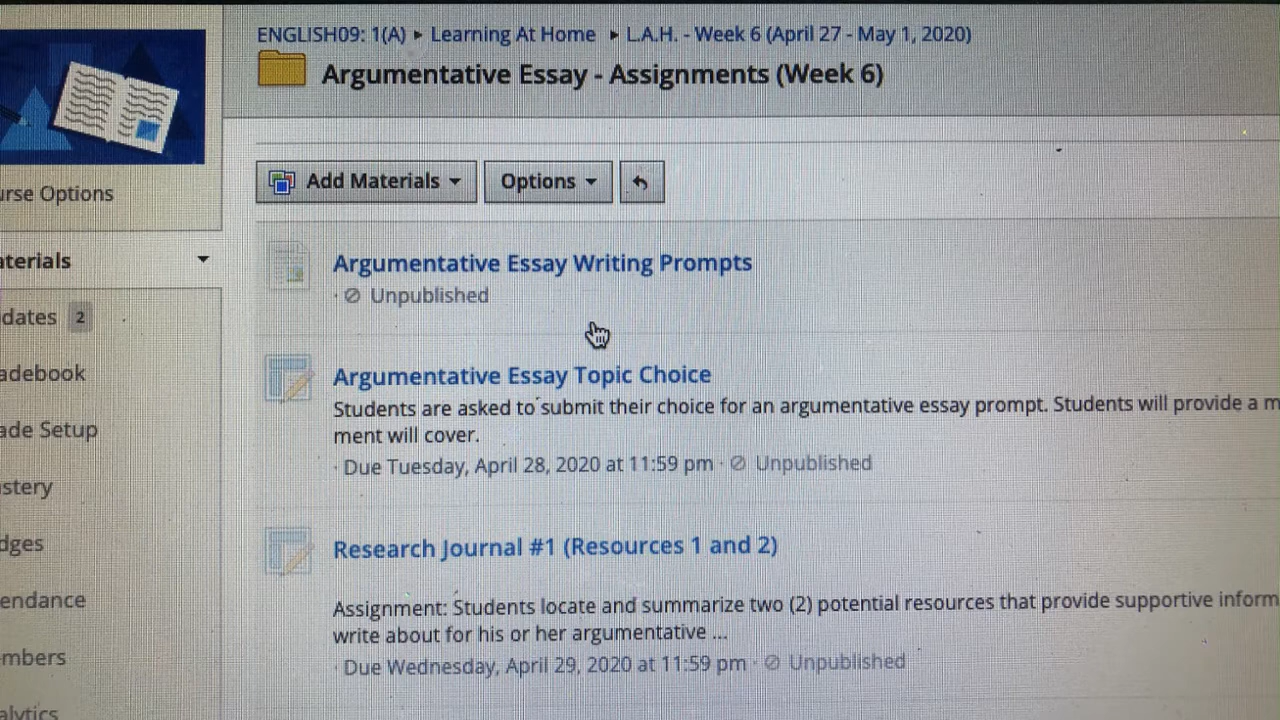 ENGLISH09: 1(A) ▸ Learning At Home ▸ L.A.H. - Week 6 (April 27 - May 1, 2020)
Argumentative Essay - Assignments (Week 6)
urse Options
Add Materials
Options
aterials
dates 2
adebook
ade Setup
stery
dges
endance
mbers
alytics
Argumentative Essay Writing Prompts
· Unpublished
Argumentative Essay Topic Choice
Students are asked to submit their choice for an argumentative essay prompt. Students will provide a m
ment will cover.
· Due Tuesday, April 28, 2020 at 11:59 pm · Unpublished
Research Journal #1 (Resources 1 and 2)
Assignment: Students locate and summarize two (2) potential resources that provide supportive inform
write about for his or her argumentative ...
· Due Wednesday, April 29, 2020 at 11:59 pm · Unpublished